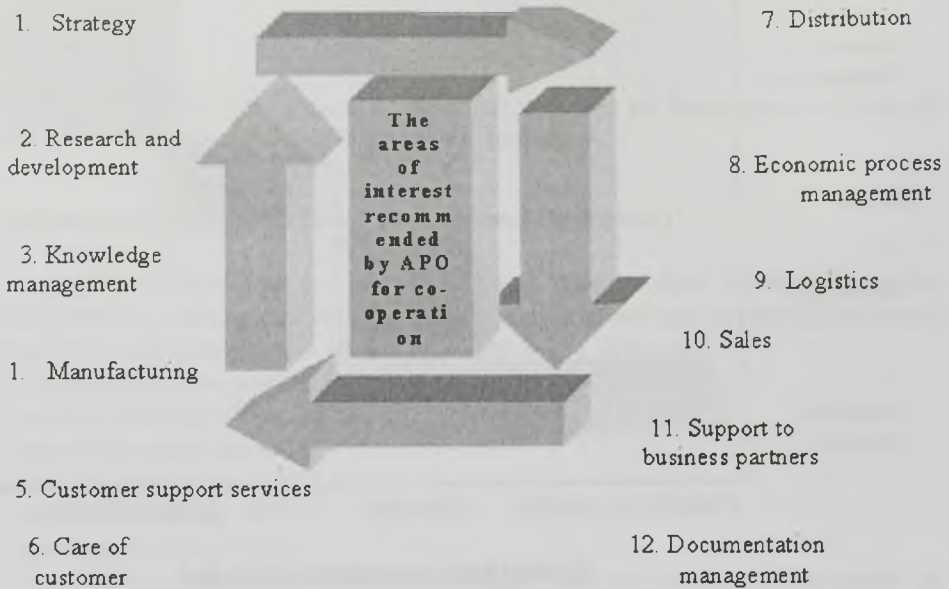 1. Strategy
2. Research and
development
3. Knowledge
management
1. Manufacturing
5. Customer support services
6. Care of
customer
The
areas
of
interest
recomm
ended
by APO
for co-
operati
on
7. Distribution
8. Economic process
management
9. Logistics
10. Sales
11. Support to
business partners
12. Documentation
management